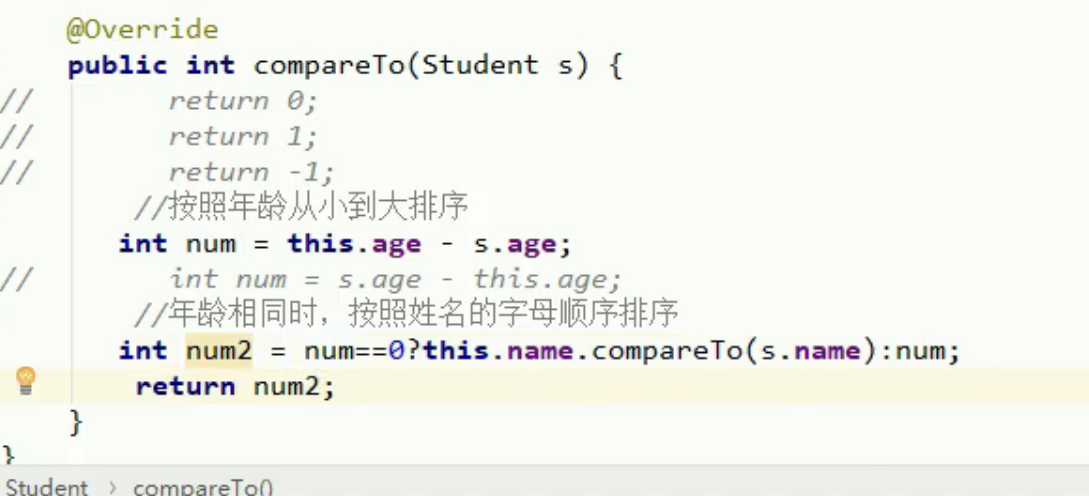 @Override
public int compareTo(Student s) {
// return 0;
// return 1;
// return -1;
//按照年龄从小到大排序
int num = this.age - s.age;
// int num = s.age - this.age;
//年龄相同时，按照姓名的字母顺序排序
int num2 = num==0?this.name.compareTo(s.name):num;
return num2;
}
}
Student › compareTo()